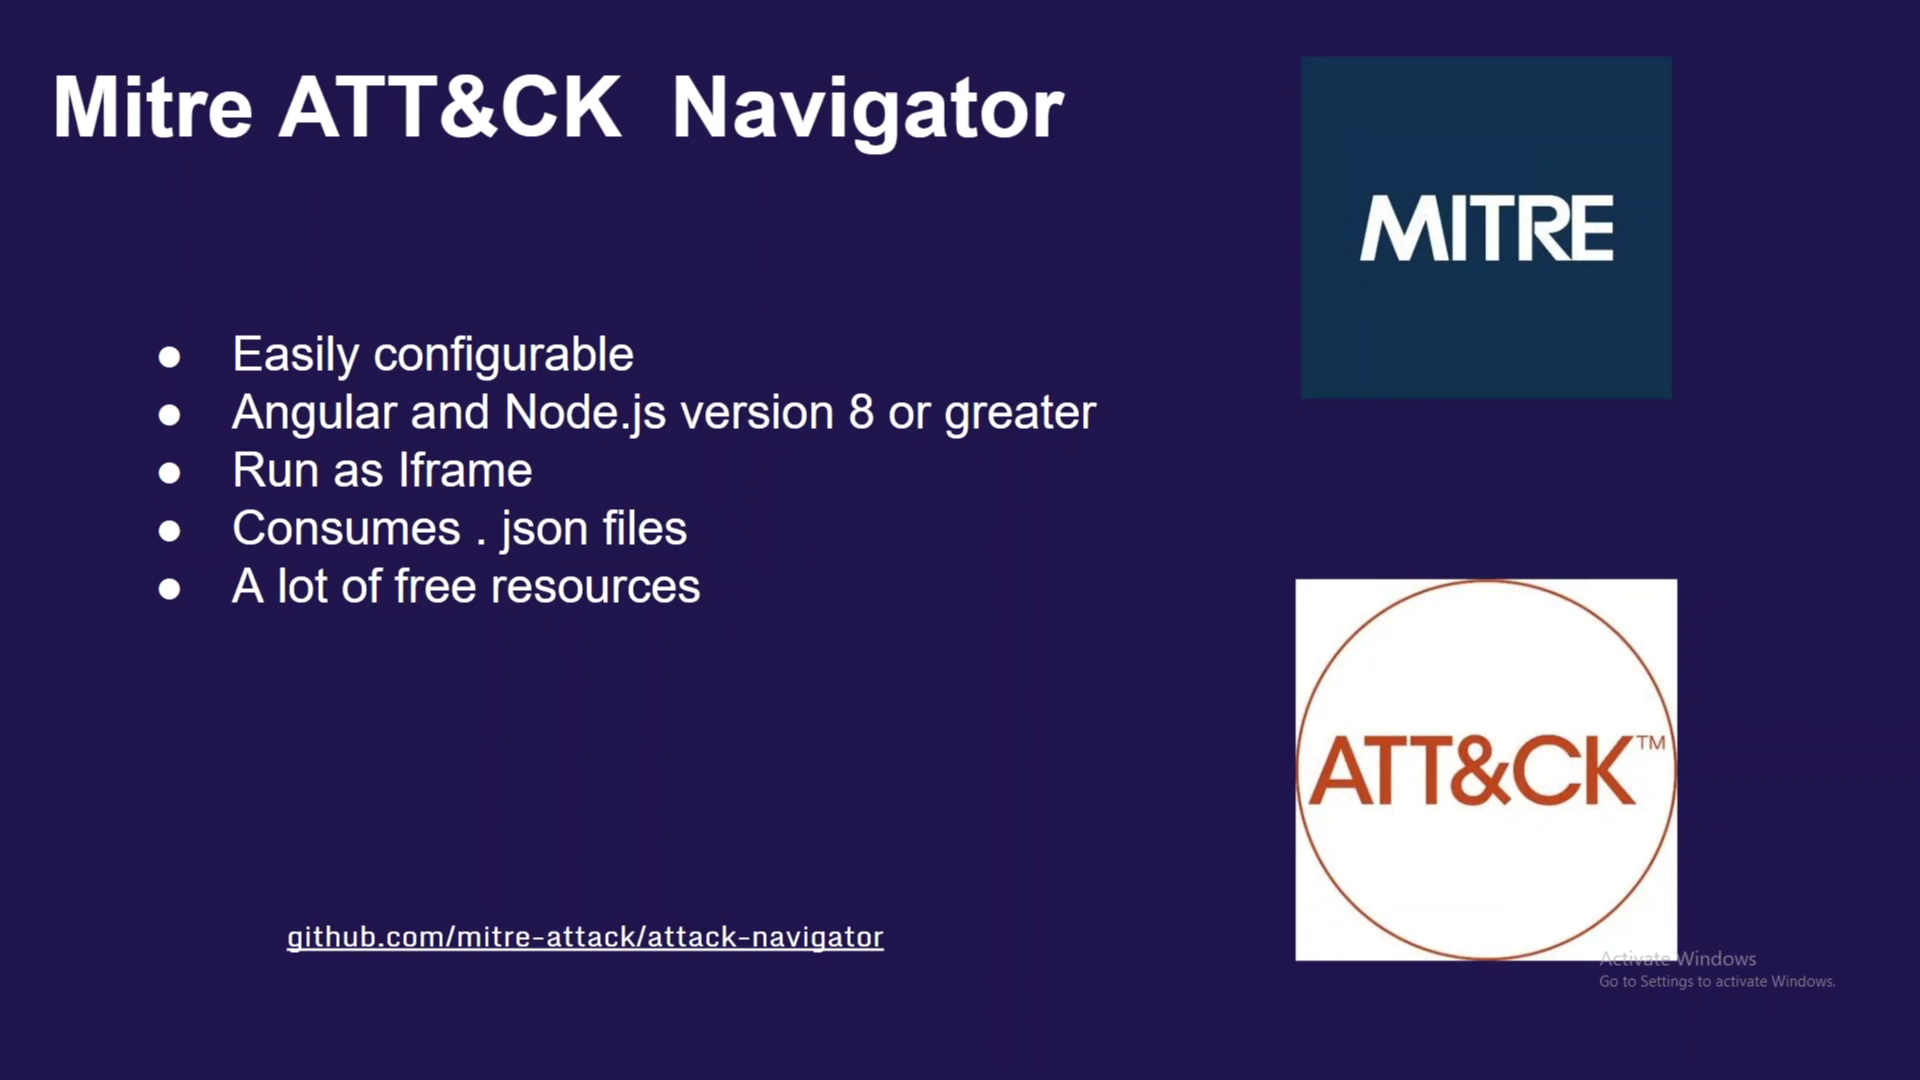 Mitre ATT&CK  Navigator
MITRE
● Easily configurable
● Angular and Node.js version 8 or greater
● Run as Iframe
● Consumes . json files
● A lot of free resources
ATT&CK™
github.com/mitre-attack/attack-navigator
Activate Windows
Go to Settings to activate Windows.